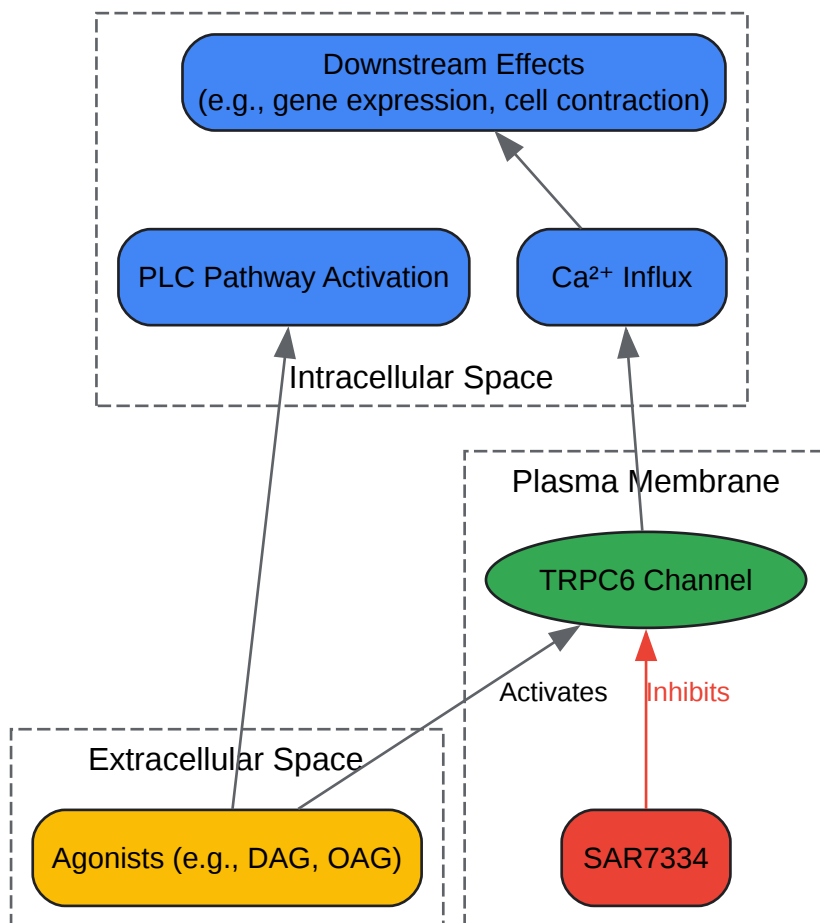 Downstream Effects
(e.g., gene expression, cell contraction)
PLC Pathway Activation
Ca²⁺ Influx
Intracellular Space
Plasma Membrane
TRPC6 Channel
Activates
Inhibits
Extracellular Space
Agonists (e.g., DAG, OAG)
SAR7334